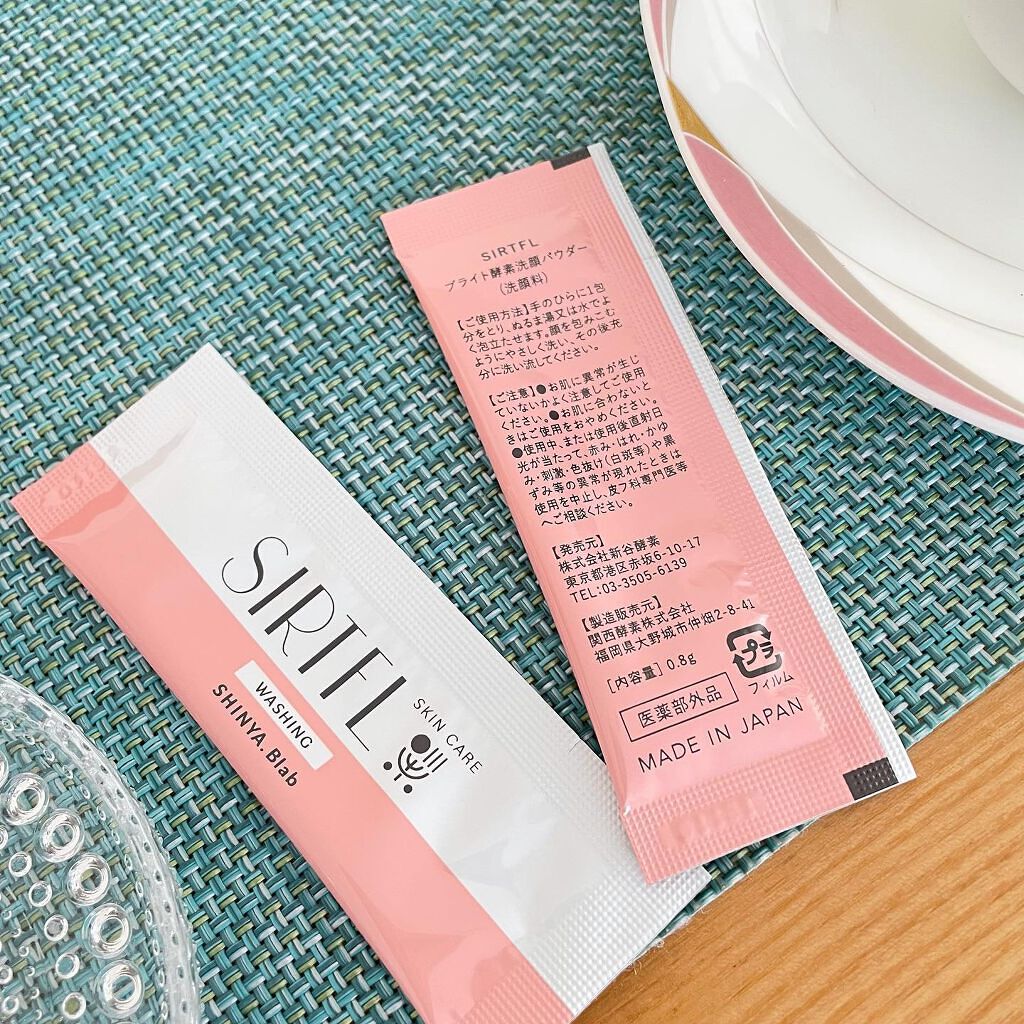 SIRTFL
SKIN CARE
WASHING
SHINYA.Blab
SIRTFL
ブライト酵素洗顔パウダー
(洗顔料)
【ご使用方法】手のひらに1包
分をとり、ぬるま湯又は水でよ
く泡立たせます。顔を包みこむ
ようにやさしく洗い、その後充
分に洗い流してください。
【ご注意】●お肌に異常が生じ
ていないかよく注意してご使用
ください。●お肌に合わないと
きはご使用をおやめください。
●使用中、または使用後直射日
光が当たって、赤み・はれ・かゆ
み・刺激・色抜け(白斑等)や黒
ずみ等の異常が現れたときは
使用を中止し、皮フ科専門医等
へご相談ください。
【発売元】
株式会社新谷酵素
東京都港区赤坂6-10-17
TEL:03-3505-6139
【製造販売元】
関西酵素株式会社
福岡県大野城市仲畑2-8-41
[内容量] 0.8g
プラ
フィルム
医薬部外品
MADE IN JAPAN